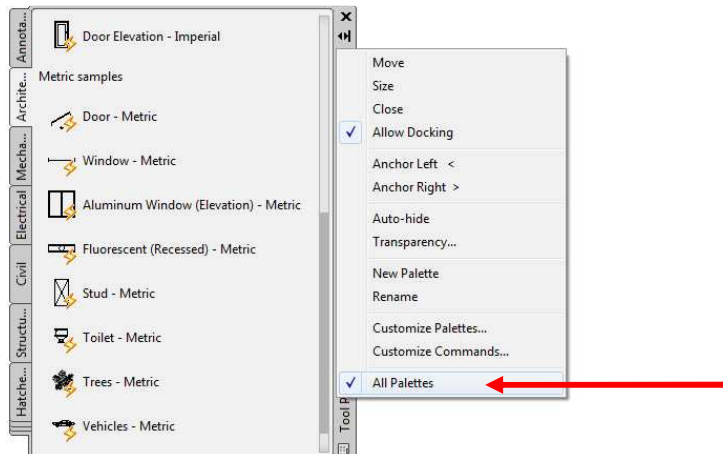 Annota...
Archite...
Mecha...
Electrical
Civil
Structu...
Hatche...
Door Elevation - Imperial
Metric samples
Door - Metric
Window - Metric
Aluminum Window (Elevation) - Metric
Fluorescent (Recessed) - Metric
Stud - Metric
Toilet - Metric
Trees - Metric
Vehicles - Metric
Move
Size
Close
Allow Docking
Anchor Left <
Anchor Right >
Auto-hide
Transparency...
New Palette
Rename
Customize Palettes...
Customize Commands...
All Palettes
Tool P